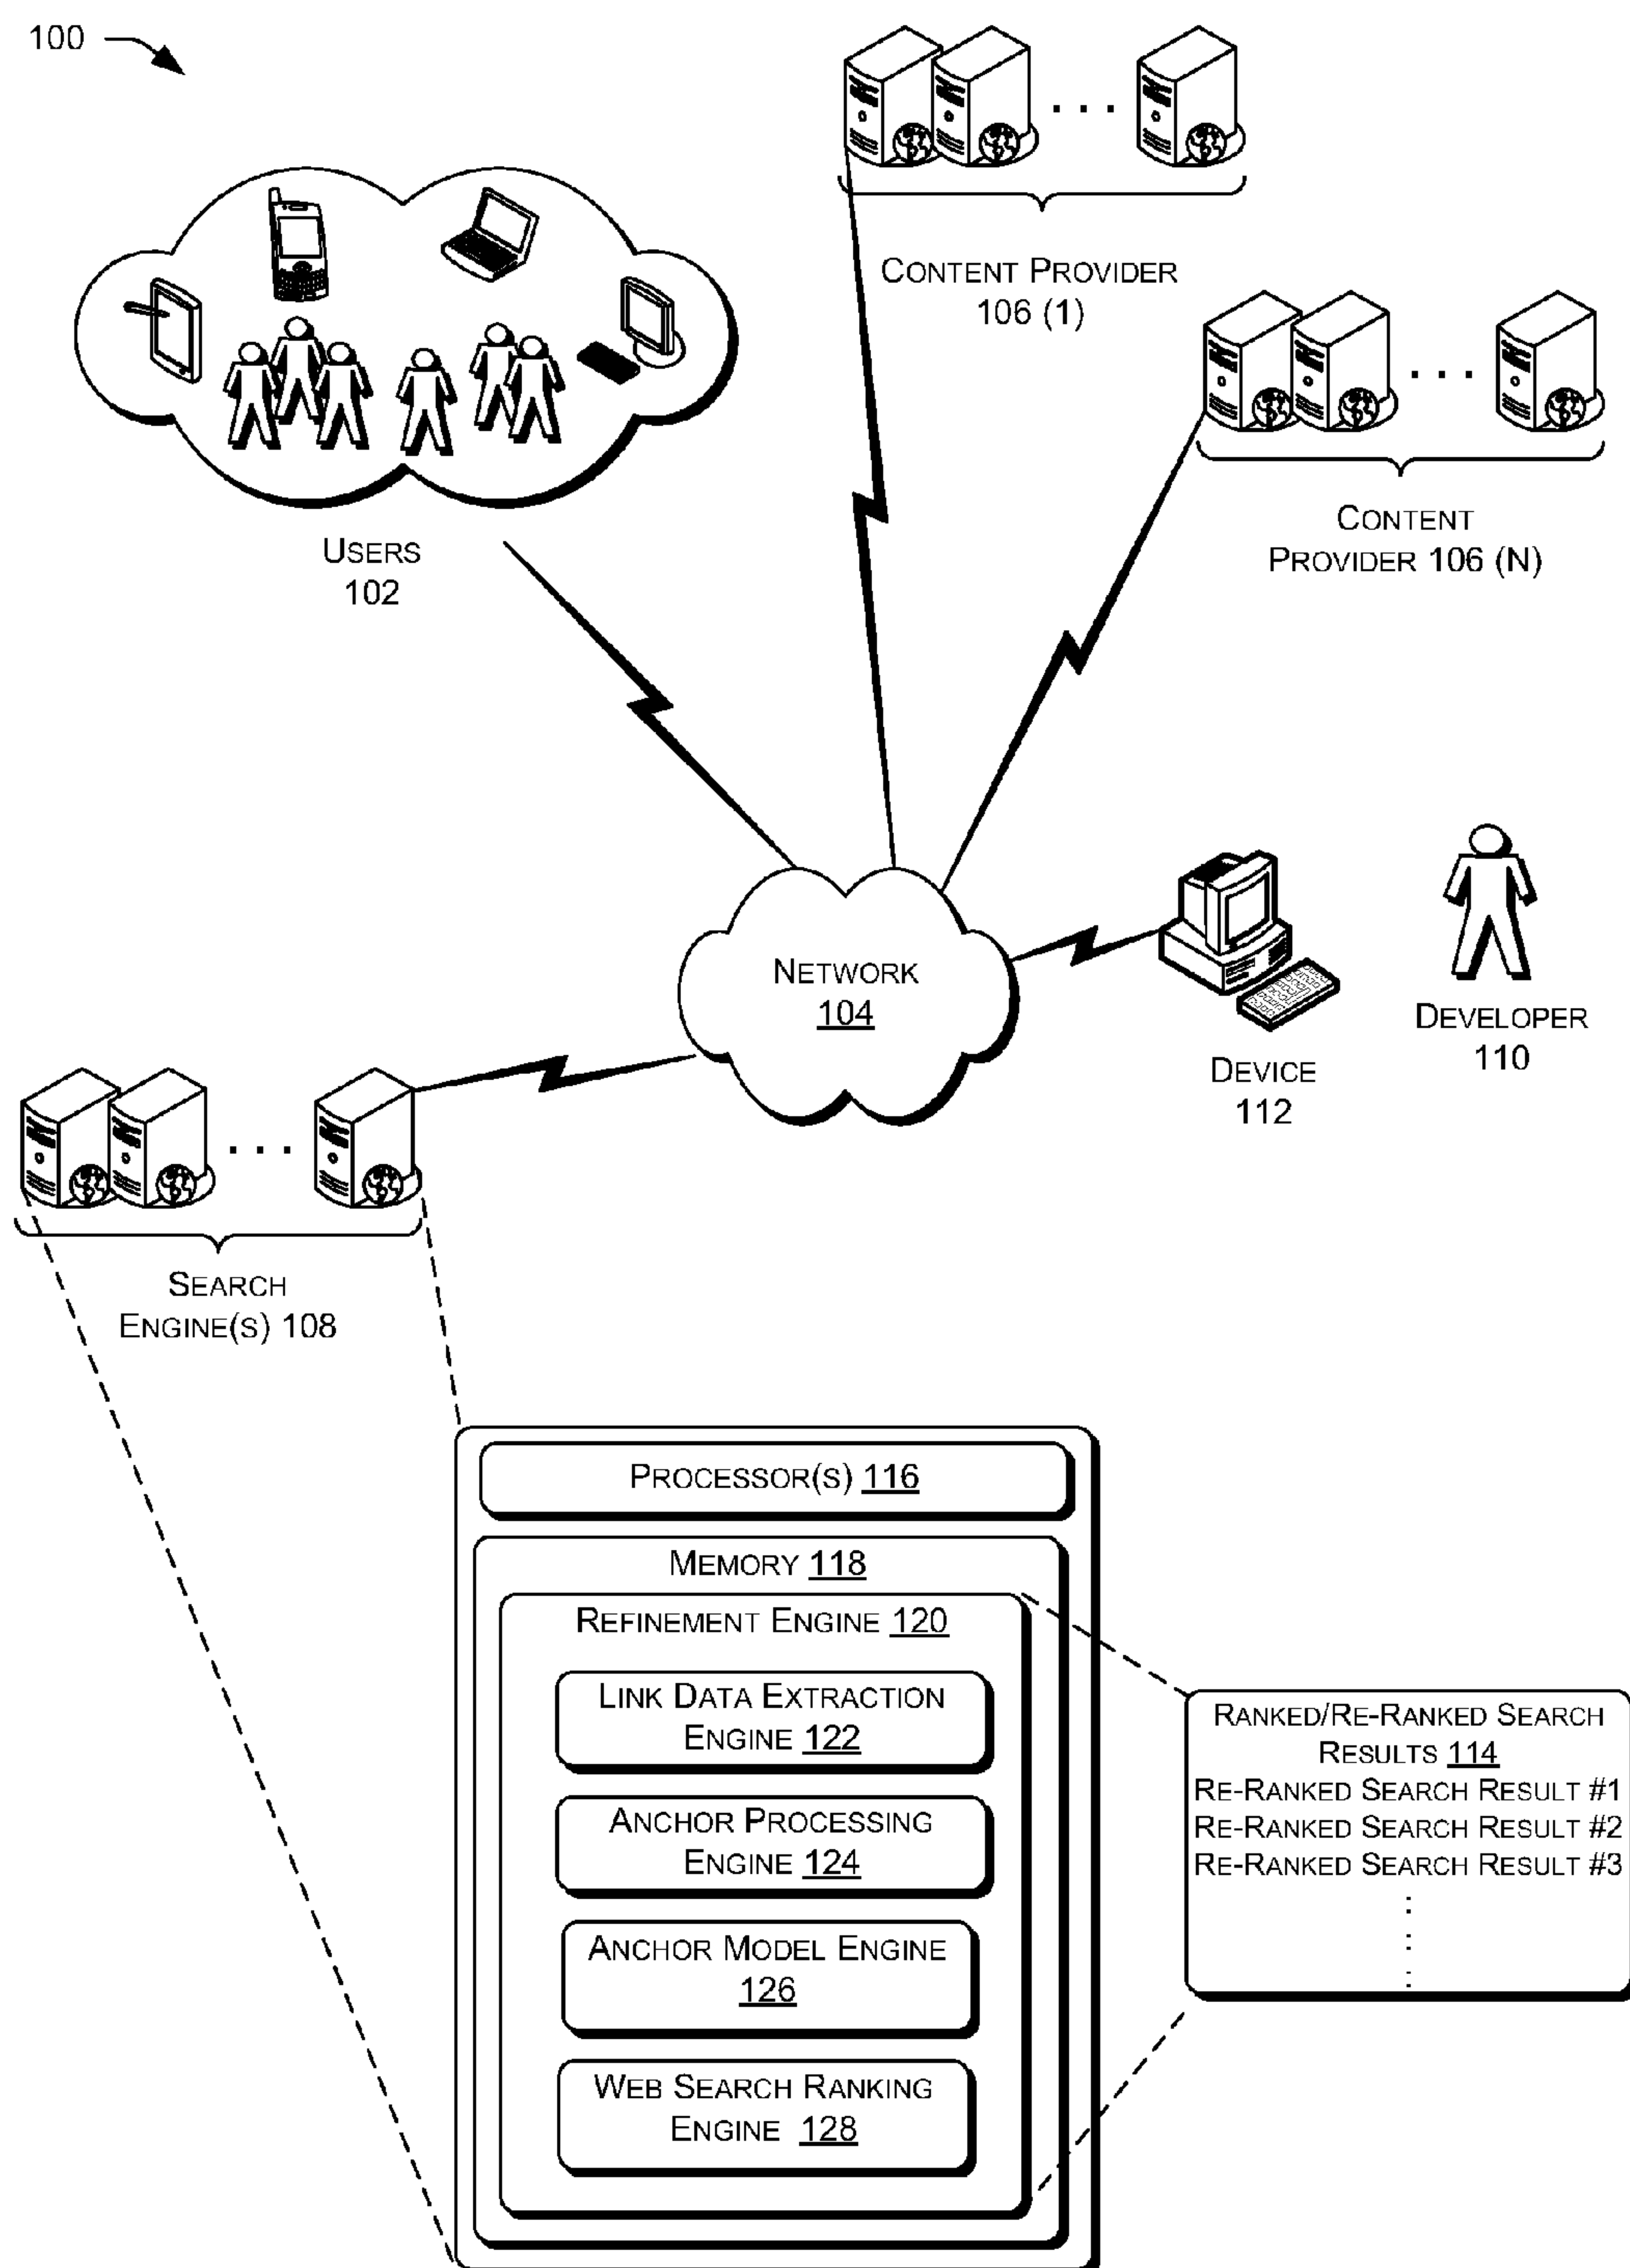 100
CONTENT PROVIDER
106 (1)
CONTENT
PROVIDER 106 (N)
USERS
102
NETWORK
104
DEVELOPER
110
DEVICE
112
SEARCH
ENGINE(S) 108
PROCESSOR(S) 116
MEMORY 118
REFINEMENT ENGINE 120
LINK DATA EXTRACTION
ENGINE 122
ANCHOR PROCESSING
ENGINE 124
ANCHOR MODEL ENGINE
126
WEB SEARCH RANKING
ENGINE 128
RANKED/RE-RANKED SEARCH
RESULTS 114
RE-RANKED SEARCH RESULT #1
RE-RANKED SEARCH RESULT #2
RE-RANKED SEARCH RESULT #3